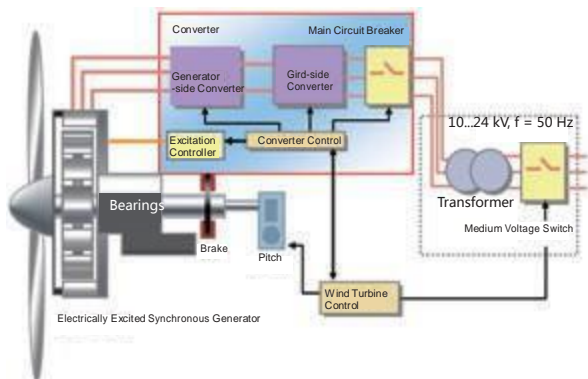 Converter
Main Circuit Breaker
Generator
-side Converter
Gird-side
Converter
Excitation
Controller
Converter Control
10...24 kV, f = 50 Hz
Transformer
Medium Voltage Switch
Bearings
Brake
Pitch
Wind Turbine
Control
Electrically Excited Synchronous Generator